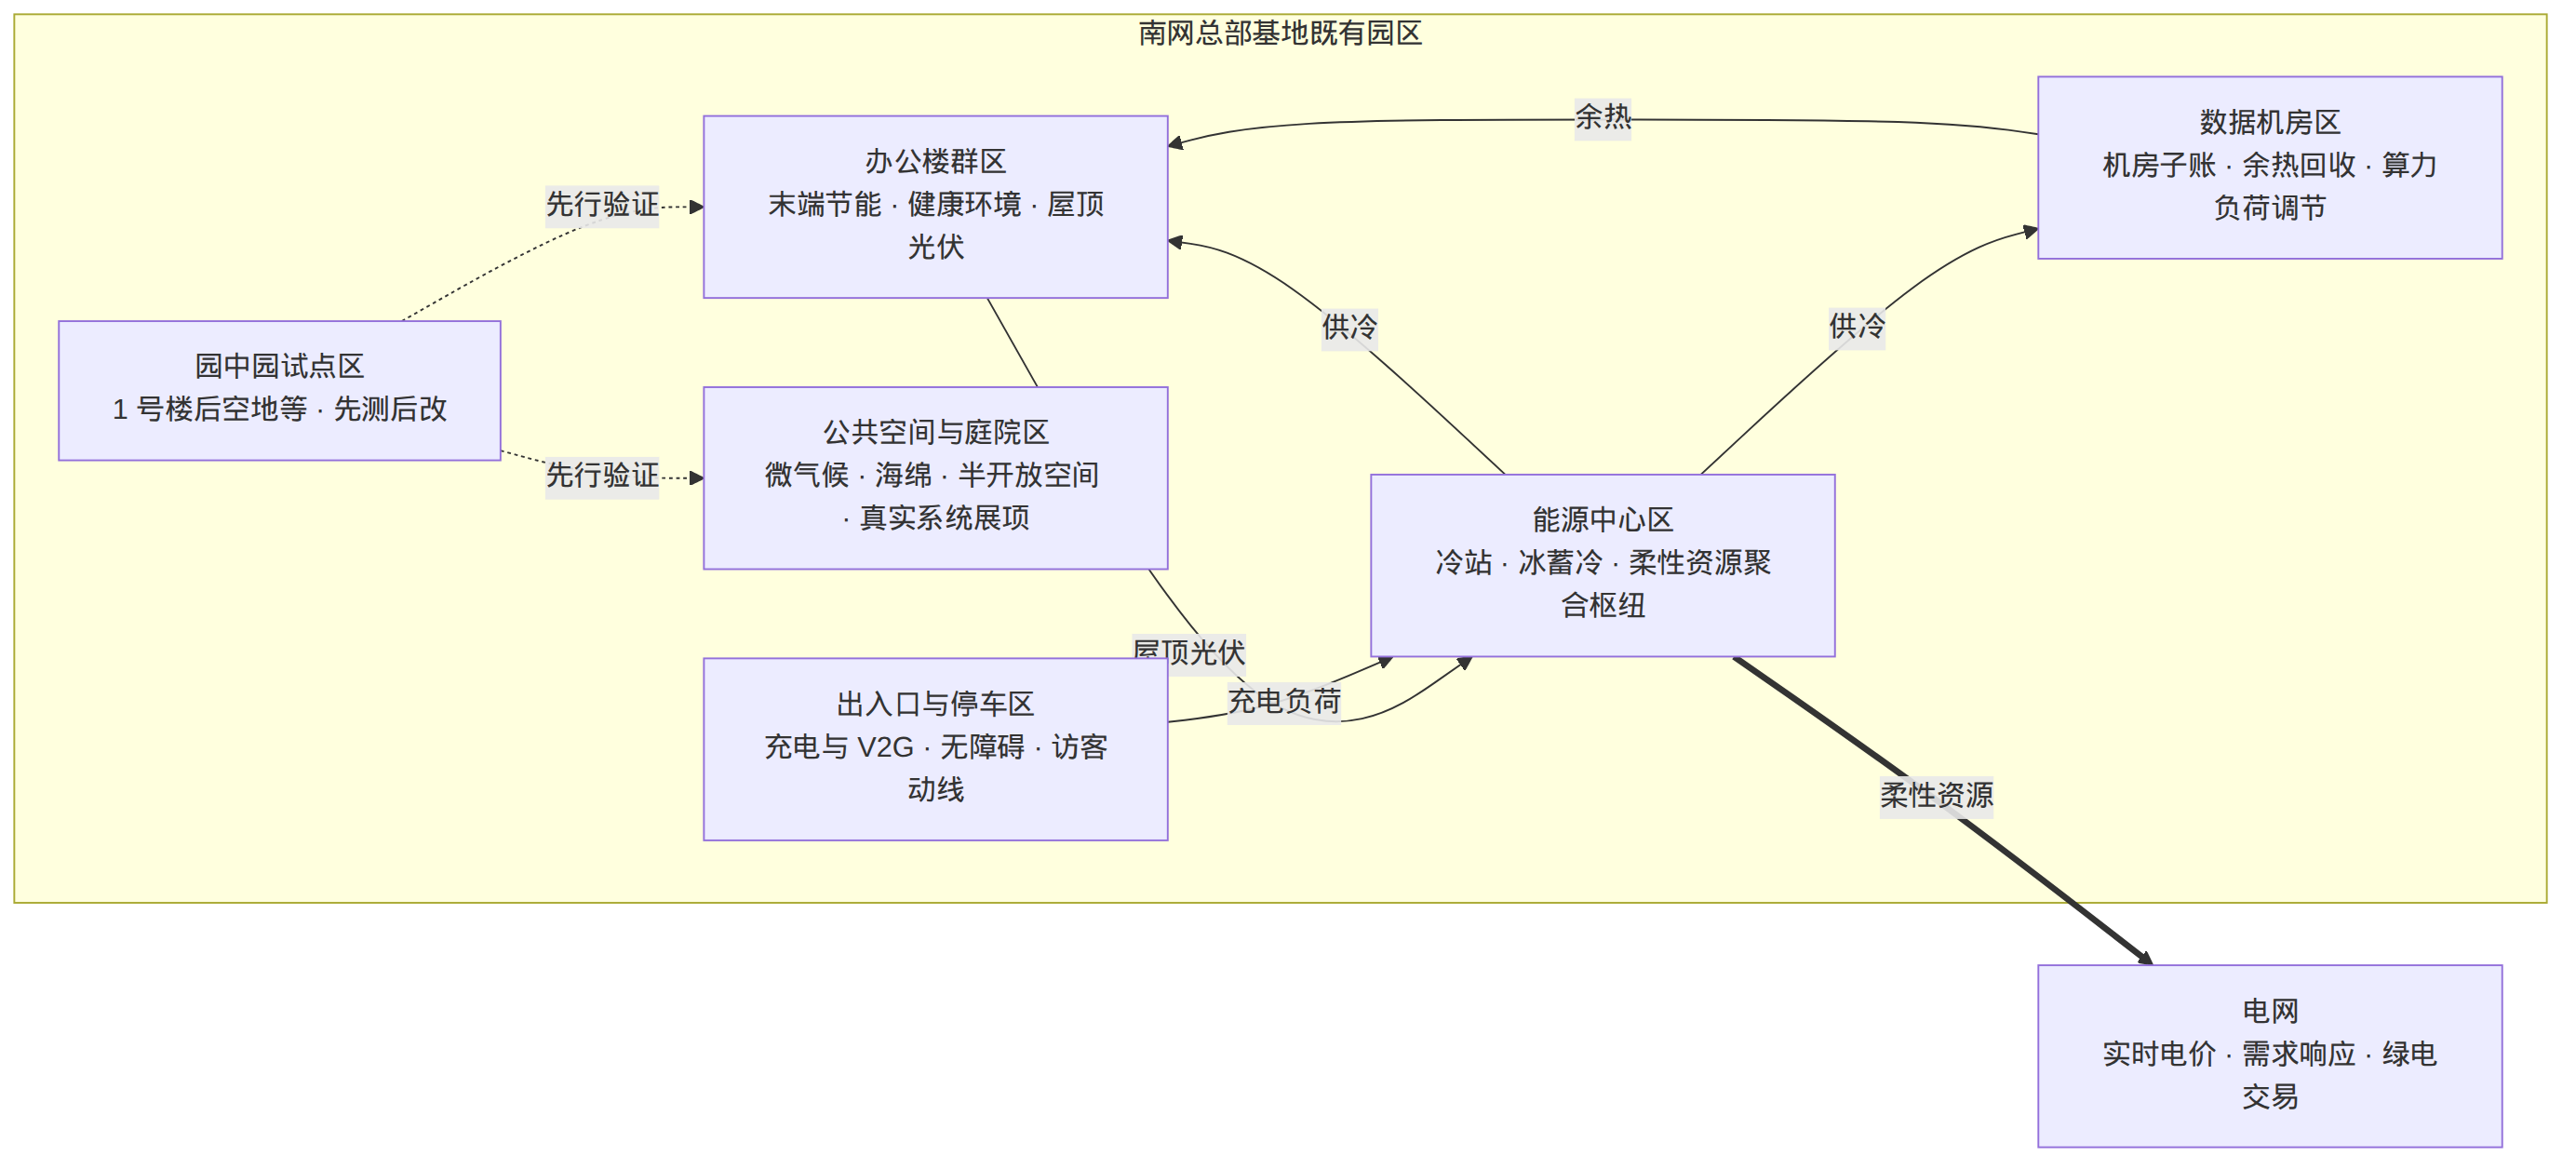 南网总部基地既有园区
余热
数据机房区
机房子账 · 余热回收 · 算力
负荷调节
办公楼群区
末端节能 · 健康环境 · 屋顶
光伏
先行验证
供冷
供冷
园中园试点区
1 号楼后空地等 · 先测后改
公共空间与庭院区
微气候 · 海绵 · 半开放空间
· 真实系统展项
先行验证
能源中心区
冷站 · 冰蓄冷 · 柔性资源聚
合枢纽
屋顶光伏
充电负荷
出入口与停车区
充电与 V2G · 无障碍 · 访客
动线
柔性资源
电网
实时电价 · 需求响应 · 绿电
交易